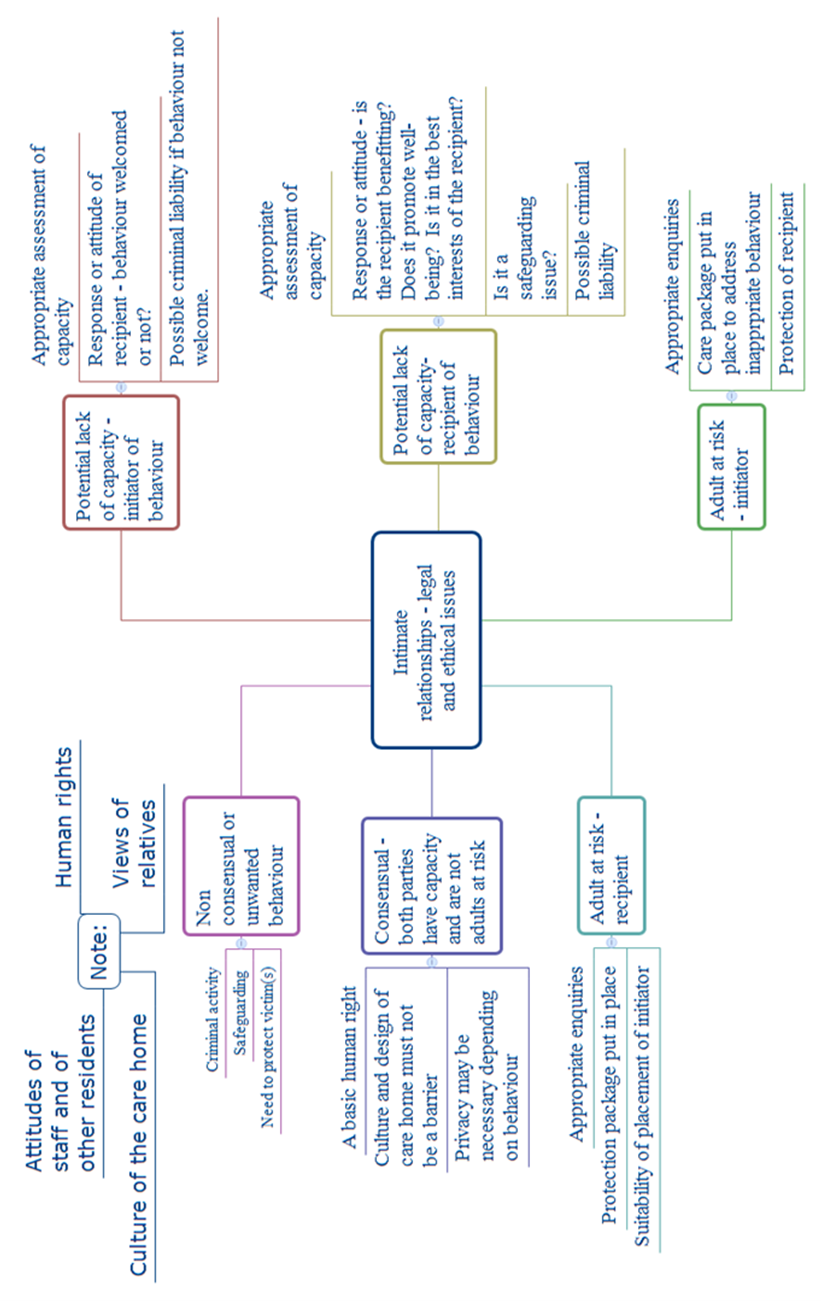 Attitudes of
staff and of
other residents
Culture of the care home
Note:
Human rights
Views of
relatives
Criminal activity
Safeguarding
Need to protect victim(s)
Non
consensual or
unwanted
behaviour
A basic human right
Culture and design of
care home must not
be a barrier
Privacy may be
necessary depending
on behaviour
Consensual -
both parties
have capacity
and are not
adults at risk
Appropriate enquiries
Protection package put in place
Suitability of placement of initiator
Adult at risk -
recipient
Intimate
relationships - legal
and ethical issues
Potential lack
of capacity -
initiator of
behaviour
Appropriate assessment of
capacity
Response or attitude of
recipient - behaviour welcomed
or not?
Possible criminal liability if behaviour not
welcome.
Potential lack
of capacity-
recipient of
behaviour
Appropriate
assessment of
capacity
Response or attitude - is
the recipient benefitting?
Does it promote well-
being? Is it in the best
interests of the recipient?
Is it a
safeguarding
issue?
Possible criminal
liability
Adult at risk
- initiator
Appropriate enquiries
Care package put in
place to address
inapprpriate behaviour
Protection of recipient